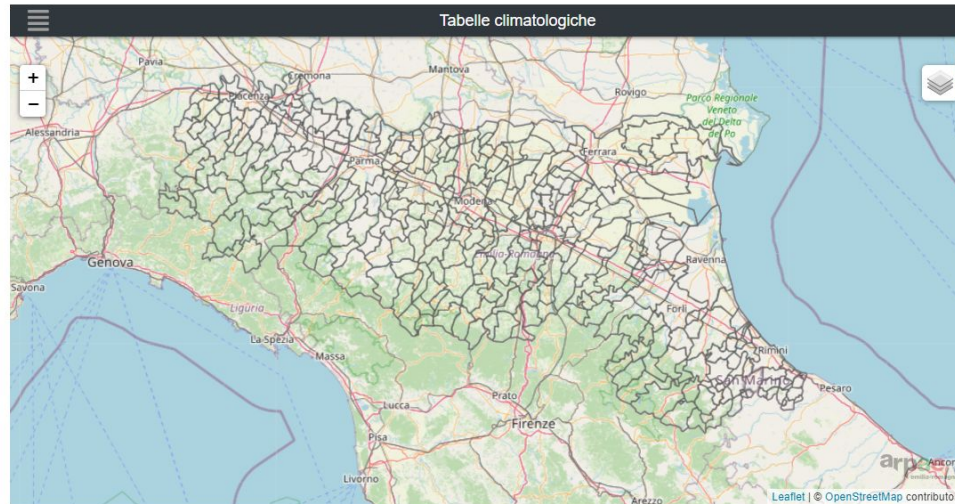 Tabelle climatologiche
+
−
Pavia
Cremona
Mantova
Piacenza
Rovigo
Parco Regionale
Veneto
del Delta
del Po
Alessandria
Parma
Ferrara
Modena
Emilia-Romagna
Genova
Ravenna
Savona
Liguria
Forlì
La Spezia
Massa
Rimini
San Marino
Pesaro
Prato
Lucca
Firenze
Pisa
Livorno
Arezzo
Ancon
Leaflet | © OpenStreetMap contributo